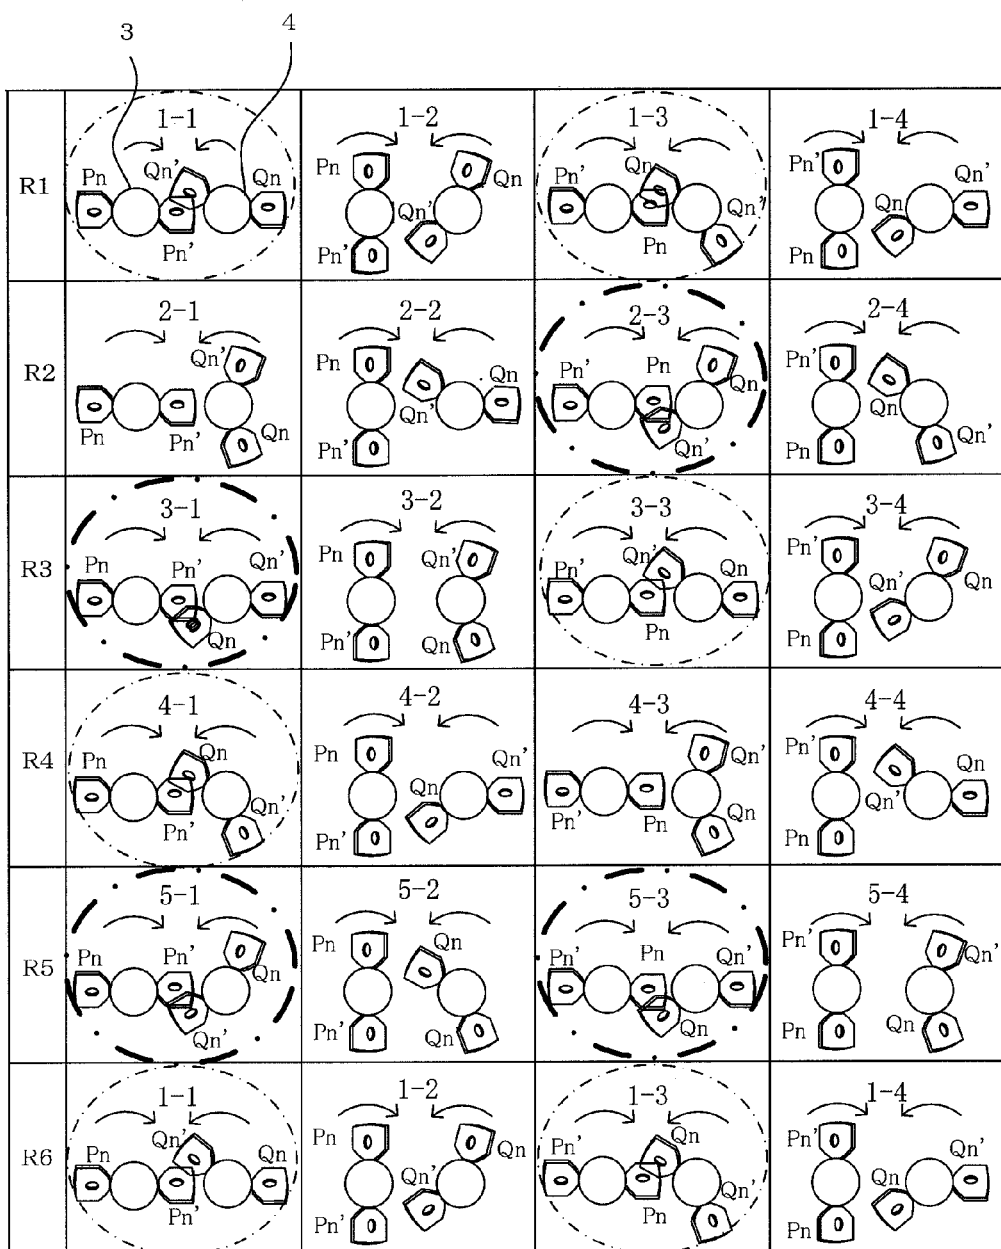 3 4
R1 1-1 Pn Qn' Qn Pn' 1-2 Pn Qn Qn' Pn' 1-3 Pn' Qn Qn' Pn 1-4 Pn' Qn' Qn Pn
R2 2-1 Qn' Pn Pn' Qn 2-2 Pn Qn Qn' Pn' 2-3 Pn' Pn Qn Qn' 2-4 Pn' Qn Qn' Pn
R3 3-1 Pn Pn' Qn' Qn 3-2 Pn Qn' Pn' Qn 3-3 Pn' Qn' Qn Pn 3-4 Pn' Qn' Qn Pn
R4 4-1 Pn Qn Qn' Pn' 4-2 Pn Qn' Qn Pn' 4-3 Qn' Pn' Pn Qn 4-4 Pn' Qn Qn' Pn
R5 5-1 Pn Pn' Qn Qn' 5-2 Pn Qn Pn' Qn' 5-3 Pn' Pn Qn' Qn 5-4 Pn' Qn' Pn Qn
R6 1-1 Pn Qn' Qn Pn' 1-2 Pn Qn Qn' Pn' 1-3 Pn' Qn Qn' Pn 1-4 Pn' Qn' Qn Pn